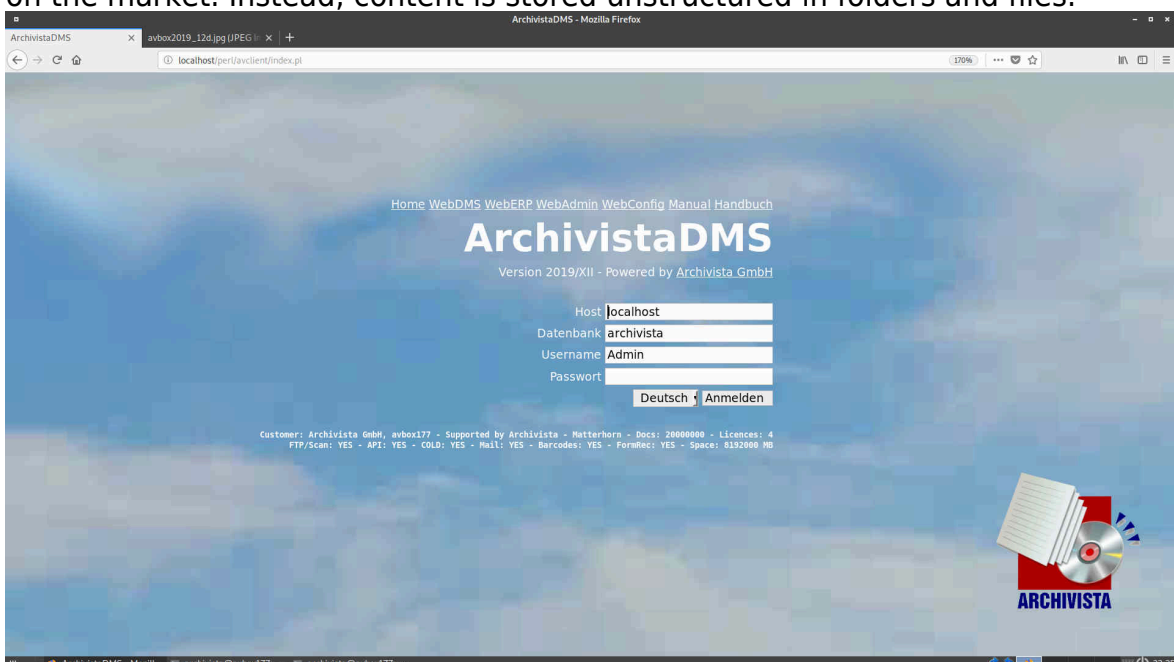 on the market. Instead, content is stored unstructured in folders and files.
ArchivistaDMS - Mozilla Firefox
ArchivistaDMS × avbox2019_12d.jpg (JPEG × +
localhost/perl/avclient/index.pl 170%
Home WebDMS WebERP WebAdmin WebConfig Manual Handbuch
ArchivistaDMS
Version 2019/XII - Powered by Archivista GmbH
Host localhost
Datenbank archivista
Username Admin
Passwort
Deutsch Anmelden
Customer: Archivista GmbH, avbox177 - Supported by Archivista - Matterhorn - Docs: 20000000 - Licences: 4
FTP/Scan: YES - API: YES - COLD: YES - Mail: YES - Barcodes: YES - FormRec: YES - Space: 8192000 MB
ARCHIVISTA